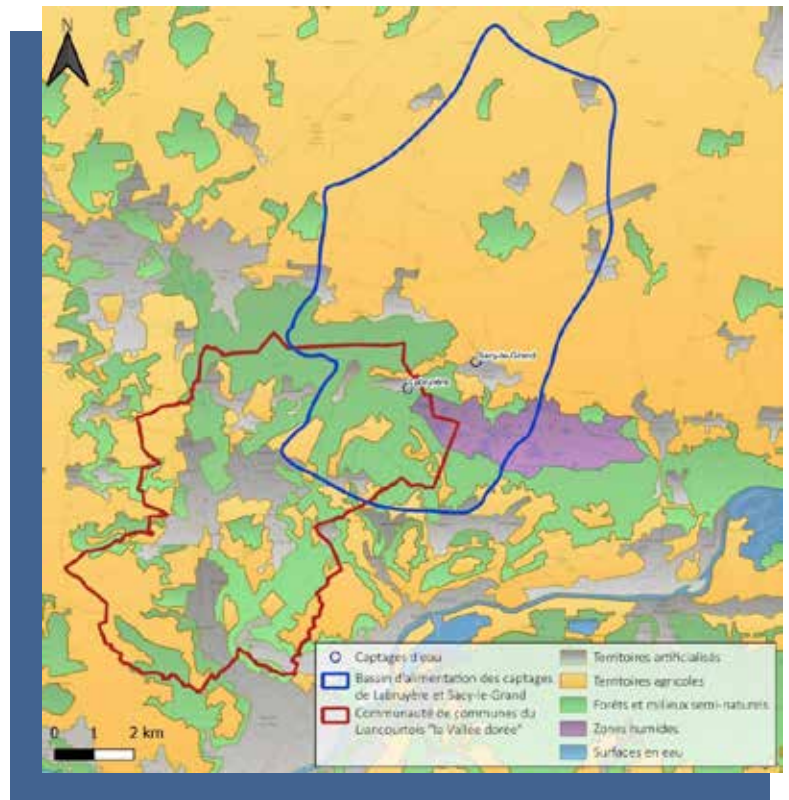 N
Sacy-le-Grand
Labruyère
Captages d'eau
Bassin d'alimentation des captages
de Labruyère et Sacy-le-Grand
Communauté de communes du
Liancourtois "la Vallée dorée"
Territoires artificialisés
Territoires agricoles
Forêts et milieux semi-naturels
Zones humides
Surfaces en eau
0 1 2 km